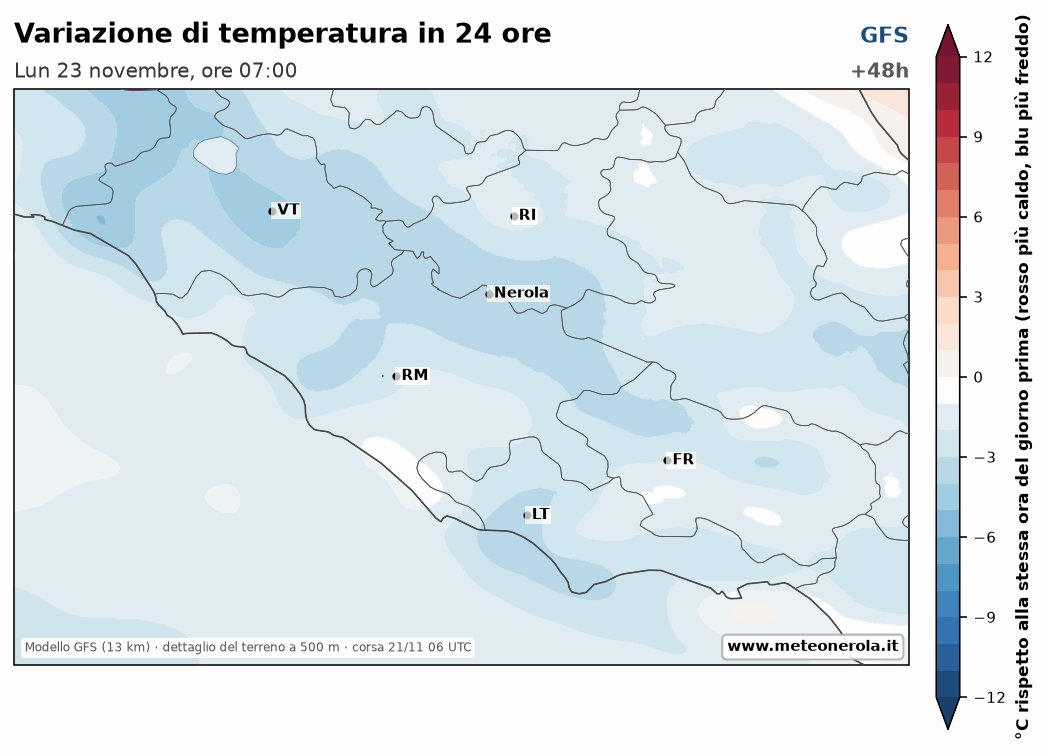 Variazione di temperatura in 24 ore
GFS
Lun 23 novembre, ore 07:00
+48h
VT
RI
Nerola
RM
FR
LT
Modello GFS (13 km) · dettaglio del terreno a 500 m · corsa 21/11 06 UTC
www.meteonerola.it
12
9
6
3
0
−3
−6
−9
−12
°C rispetto alla stessa ora del giorno prima (rosso più caldo, blu più freddo)